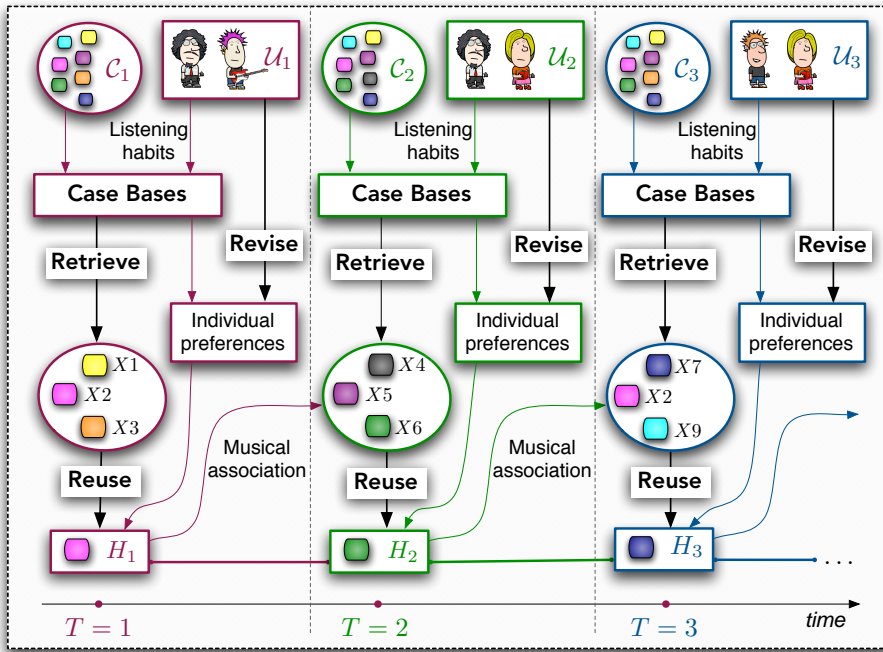 C₁ U₁ C₂ U₂ C₃ U₃
Listening habits
Listening habits
Listening habits
Case Bases
Case Bases
Case Bases
Retrieve
Revise
Retrieve
Revise
Retrieve
Revise
Individual preferences
Individual preferences
Individual preferences
X1
X2
X3
X4
X5
X6
X7
X2
X9
Musical association
Musical association
Reuse
Reuse
Reuse
H₁
H₂
H₃
...
time
T = 1
T = 2
T = 3